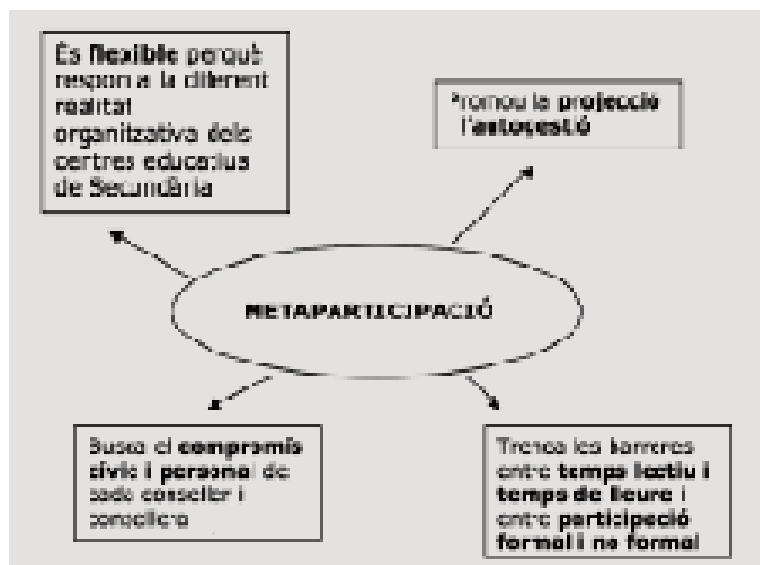 És flexible perquè
respon a la diferent
realitat
organitzativa dels
centres educatius
de Secundària
Promou la projecció
l'autogestió
METAPARTICIPACIÓ
Busca el compromís
cívic i personal de
cada conseller i
consellera
Trenca les barreres
entre temps lectiu i
temps de lleure i
entre participació
formal i no formal